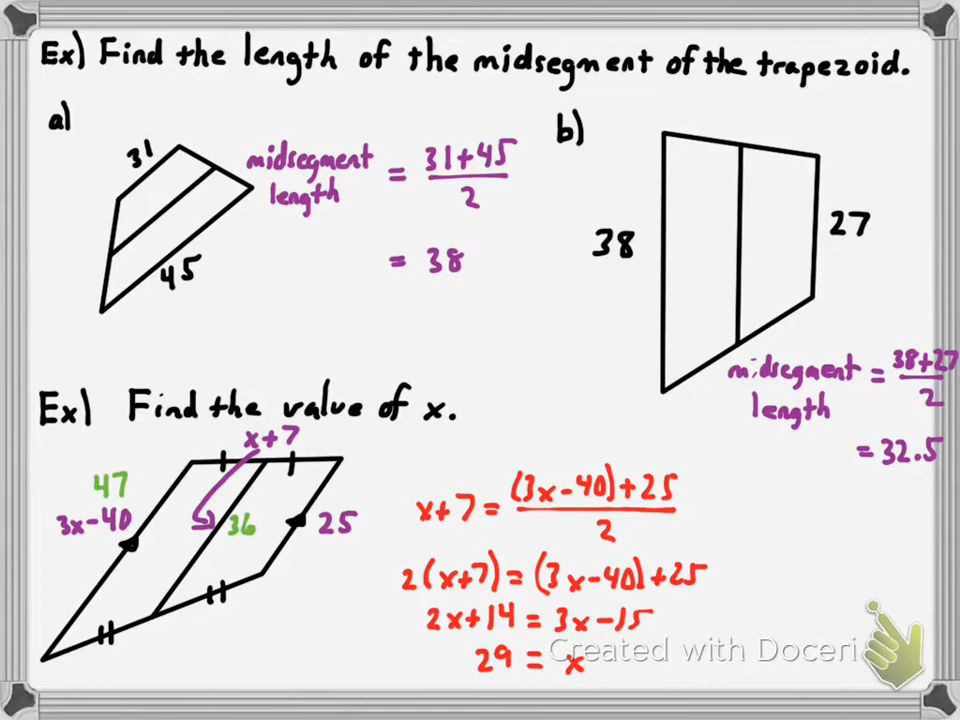 Ex) Find the length of the midsegment of the trapezoid.
a)
31
45
midsegment length = 31+45 / 2
= 38
b)
38
27
midsegment length = 38+27 / 2
= 32.5
Ex) Find the value of x.
x+7
47
3x-40
36
25
x+7 = (3x-40)+25 / 2
2(x+7) = (3x-40)+25
2x+14 = 3x-15
29 = x
Created with Doceri